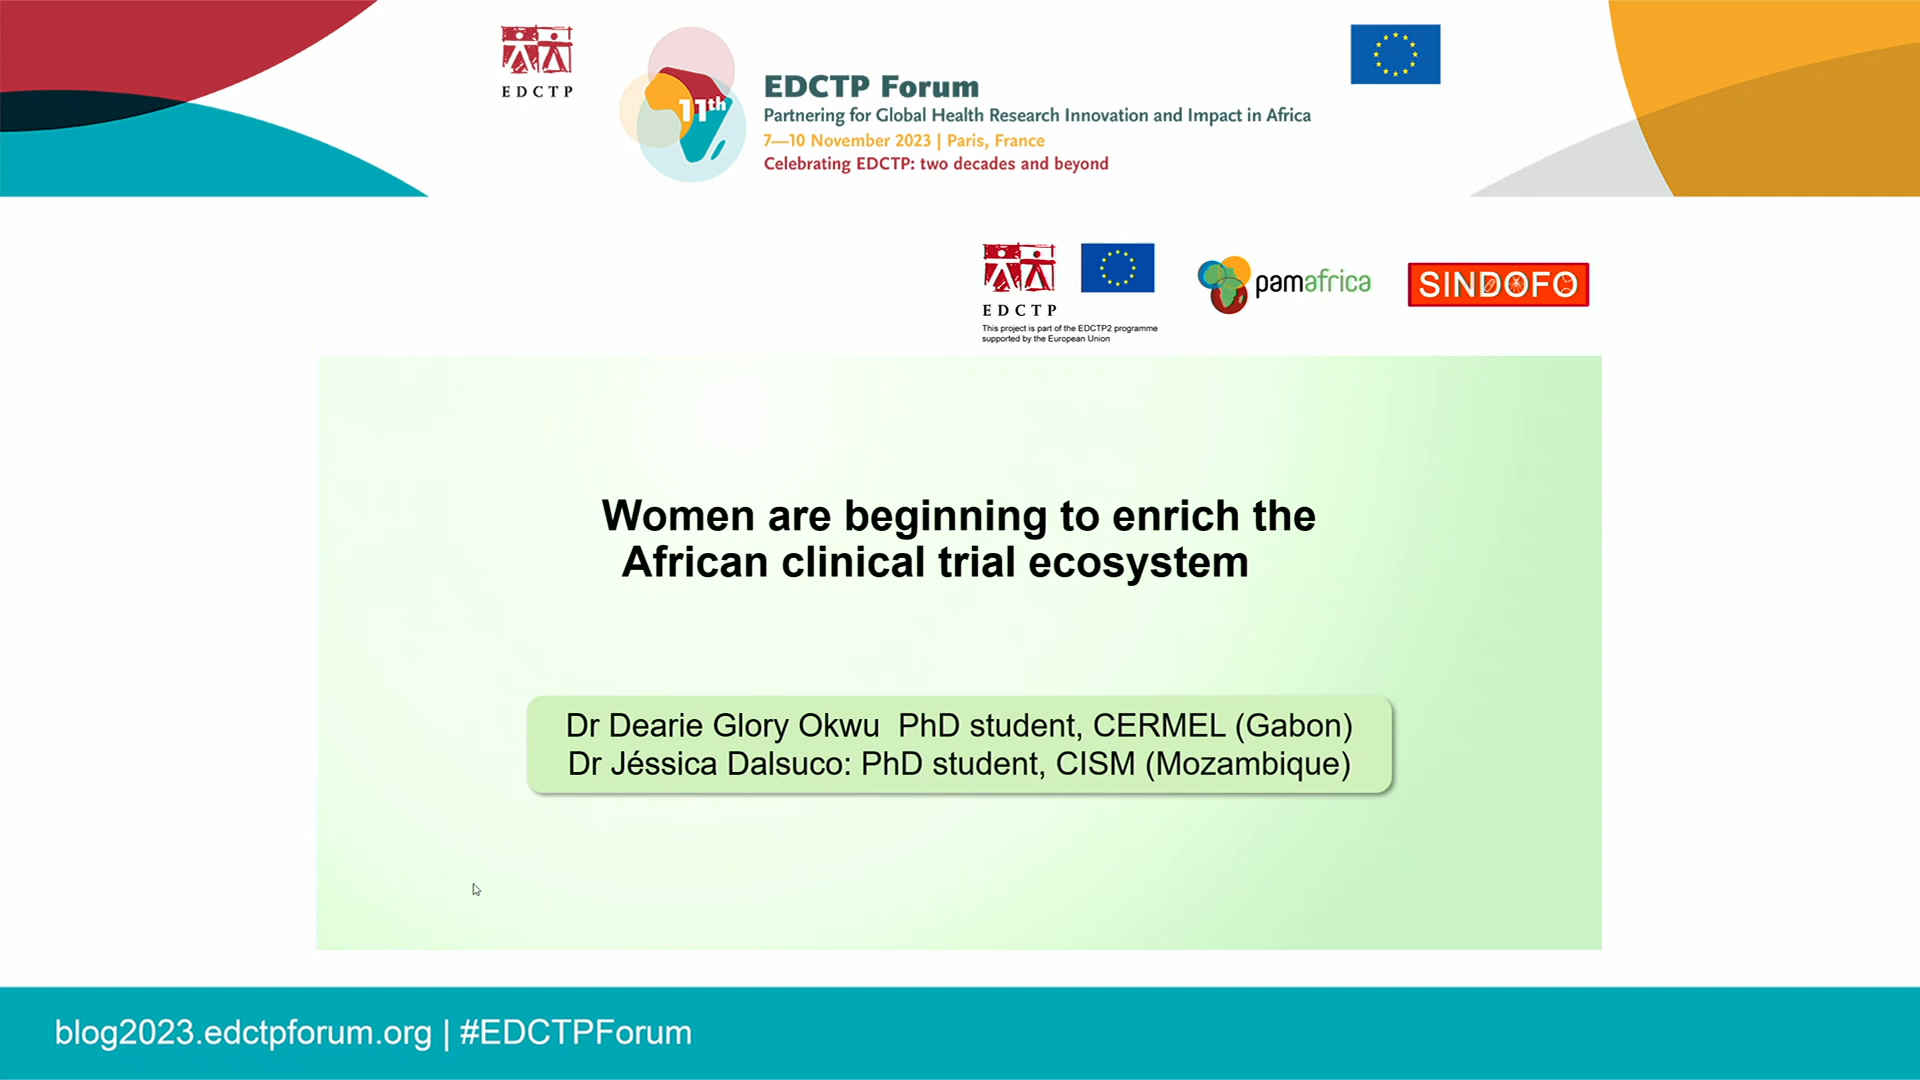 EDCTP
11th
EDCTP Forum
Partnering for Global Health Research Innovation and Impact in Africa
7—10 November 2023 | Paris, France
Celebrating EDCTP: two decades and beyond
EDCTP
This project is part of the EDCTP2 programme
supported by the European Union
pamafrica
SINDOFO
Women are beginning to enrich the
African clinical trial ecosystem
Dr Dearie Glory Okwu PhD student, CERMEL (Gabon)
Dr Jéssica Dalsuco: PhD student, CISM (Mozambique)
blog2023.edctpforum.org | #EDCTPForum